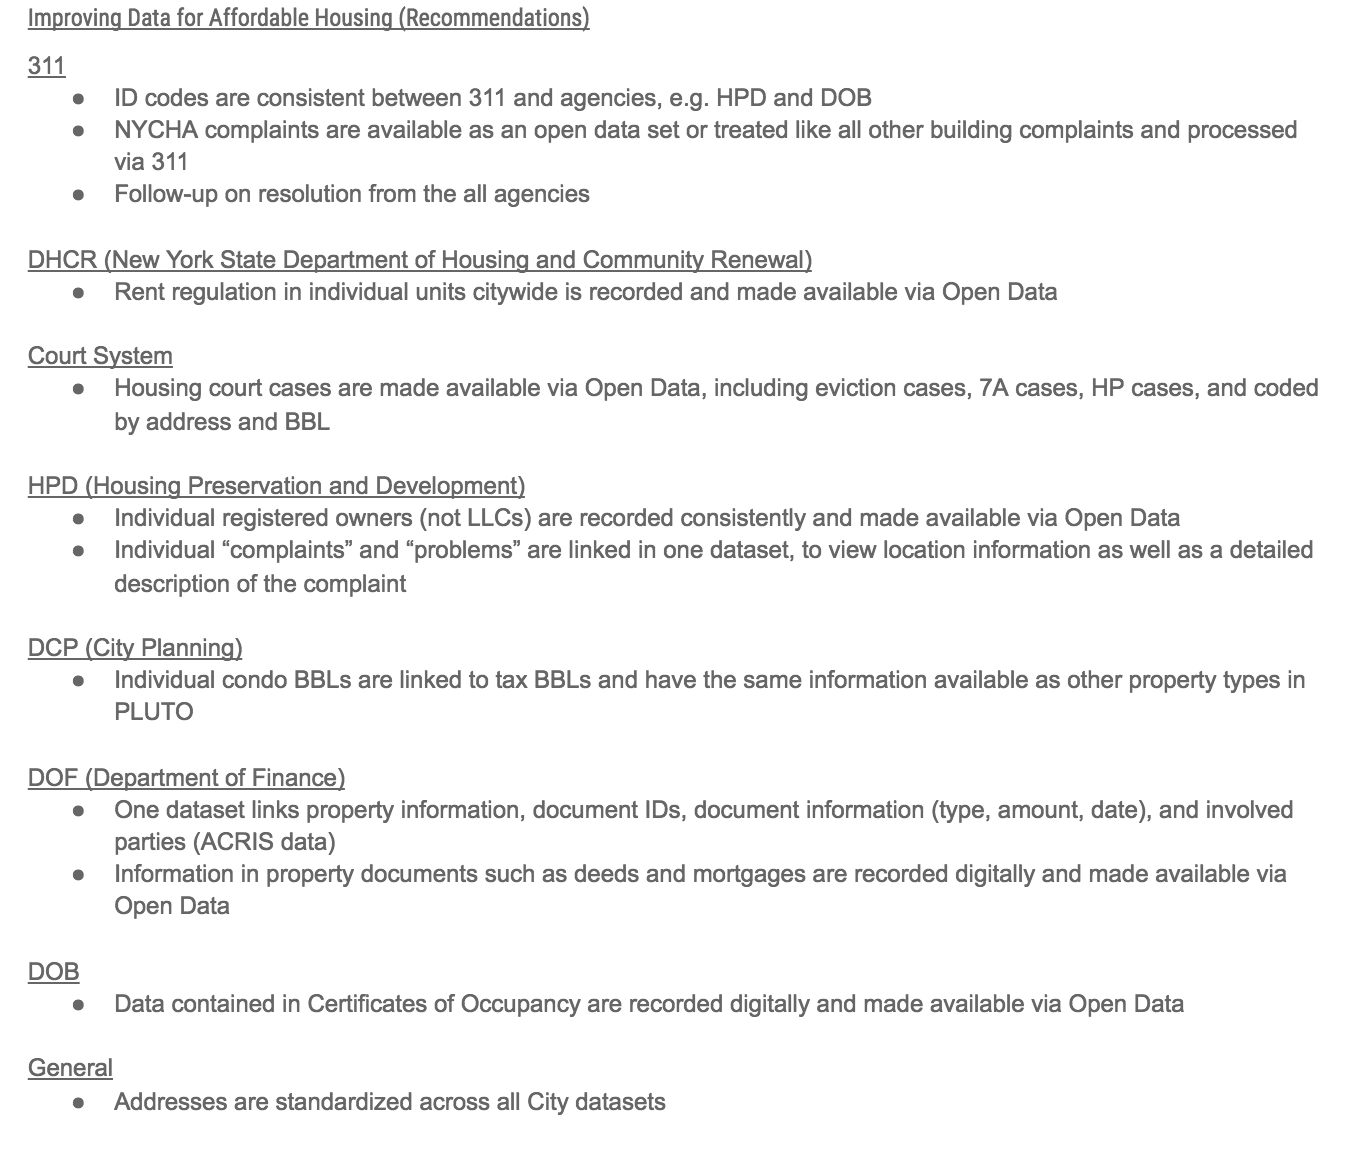 Improving Data for Affordable Housing (Recommendations)
311
● ID codes are consistent between 311 and agencies, e.g. HPD and DOB
● NYCHA complaints are available as an open data set or treated like all other building complaints and processed
via 311
● Follow-up on resolution from the all agencies
DHCR (New York State Department of Housing and Community Renewal)
● Rent regulation in individual units citywide is recorded and made available via Open Data
Court System
● Housing court cases are made available via Open Data, including eviction cases, 7A cases, HP cases, and coded
by address and BBL
HPD (Housing Preservation and Development)
● Individual registered owners (not LLCs) are recorded consistently and made available via Open Data
● Individual “complaints” and “problems” are linked in one dataset, to view location information as well as a detailed
description of the complaint
DCP (City Planning)
● Individual condo BBLs are linked to tax BBLs and have the same information available as other property types in
PLUTO
DOF (Department of Finance)
● One dataset links property information, document IDs, document information (type, amount, date), and involved
parties (ACRIS data)
● Information in property documents such as deeds and mortgages are recorded digitally and made available via
Open Data
DOB
● Data contained in Certificates of Occupancy are recorded digitally and made available via Open Data
General
● Addresses are standardized across all City datasets